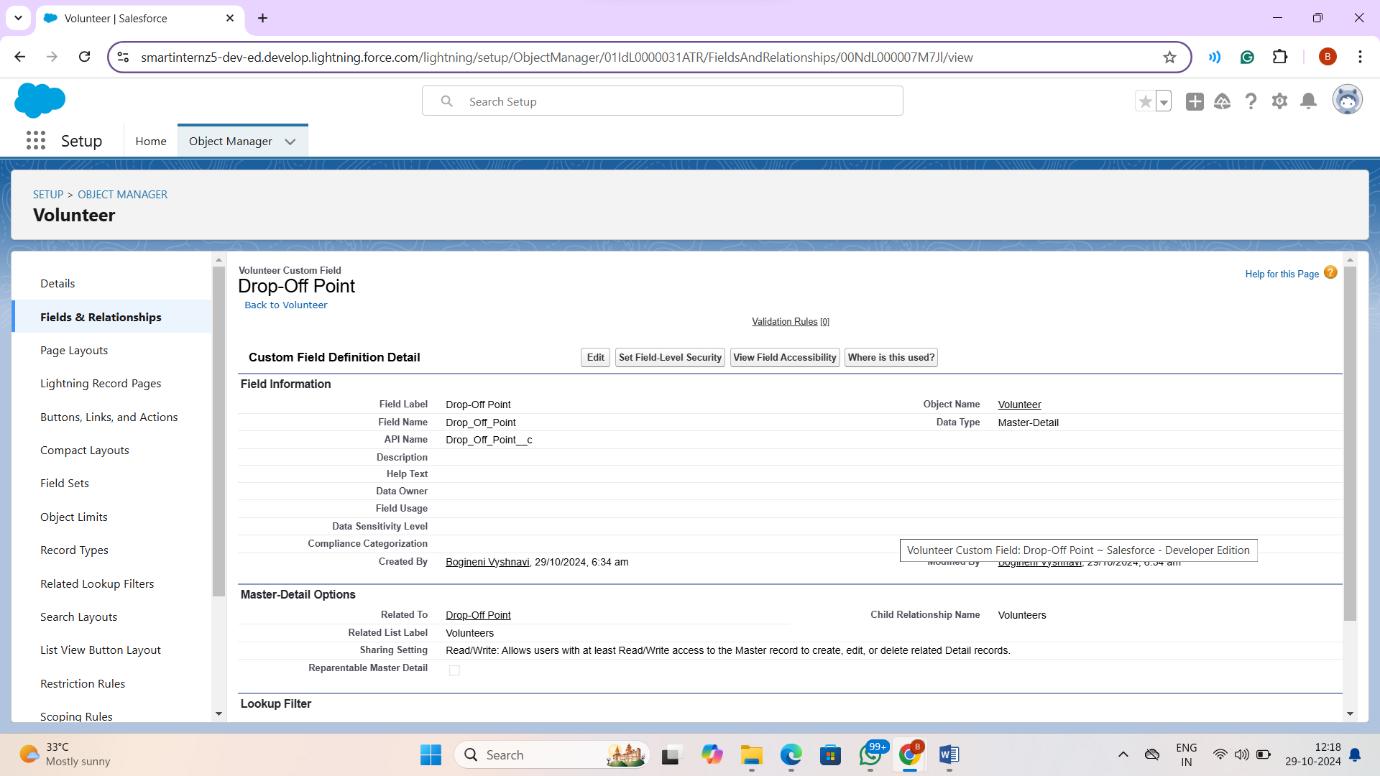 Volunteer | Salesforce
smartinternz5-dev-ed.develop.lightning.force.com/lightning/setup/ObjectManager/01IdL0000031ATR/FieldsAndRelationships/00NdL000007M7Jl/view
B
Search Setup
Setup
Home
Object Manager
SETUP > OBJECT MANAGER
Volunteer
Details
Fields & Relationships
Page Layouts
Lightning Record Pages
Buttons, Links, and Actions
Compact Layouts
Field Sets
Object Limits
Record Types
Related Lookup Filters
Search Layouts
List View Button Layout
Restriction Rules
Scoping Rules
Volunteer Custom Field
Drop-Off Point
Back to Volunteer
Help for this Page ?
Validation Rules [0]
Custom Field Definition Detail
Edit Set Field-Level Security View Field Accessibility Where is this used?
Field Information
Field Label Drop-Off Point Object Name Volunteer
Field Name Drop_Off_Point Data Type Master-Detail
API Name Drop_Off_Point__c
Description
Help Text
Data Owner
Field Usage
Data Sensitivity Level
Compliance Categorization
Volunteer Custom Field: Drop-Off Point ~ Salesforce - Developer Edition
Created By Bogineni Vyshnavi, 29/10/2024, 6:34 am Modified By Bogineni Vyshnavi, 29/10/2024, 6:34 am
Master-Detail Options
Related To Drop-Off Point Child Relationship Name Volunteers
Related List Label Volunteers
Sharing Setting Read/Write: Allows users with at least Read/Write access to the Master record to create, edit, or delete related Detail records.
Reparentable Master Detail
Lookup Filter
33°C
Mostly sunny
Search
99+
8
ENG
IN
12:18
29-10-2024